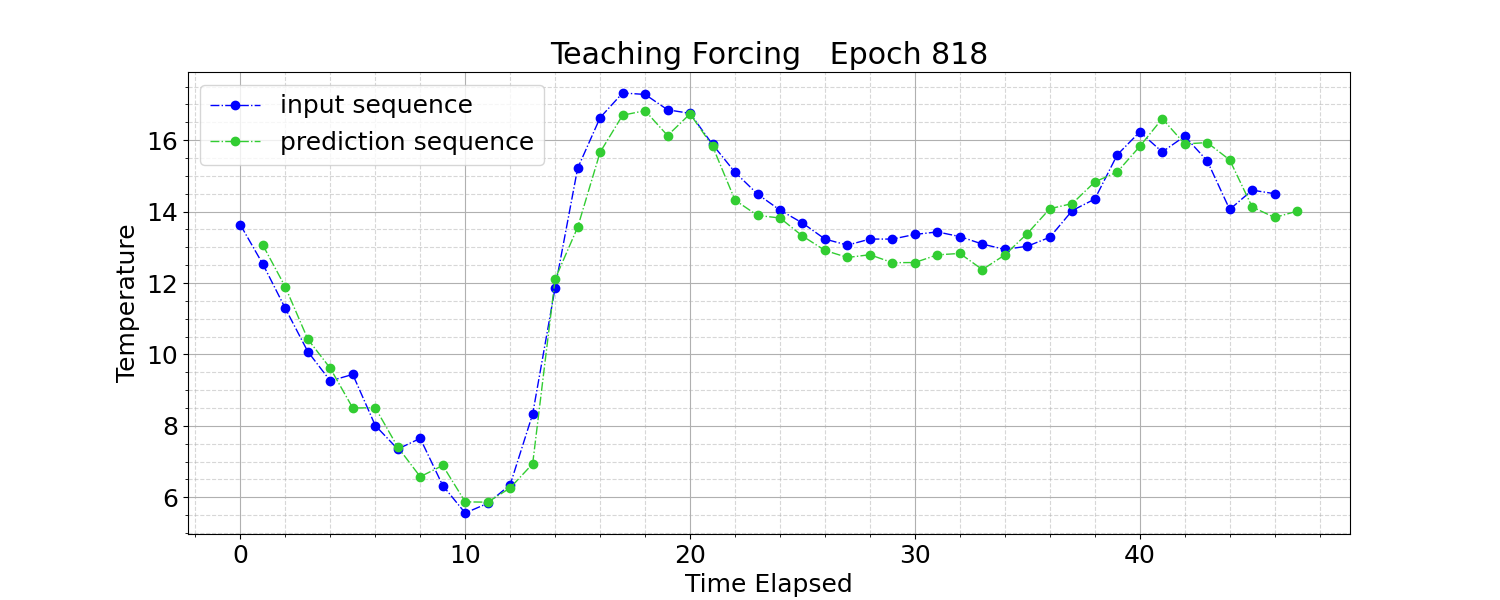 Teaching Forcing   Epoch 818
input sequence
prediction sequence
Temperature
16
14
12
10
8
6
0 10 20 30 40
Time Elapsed